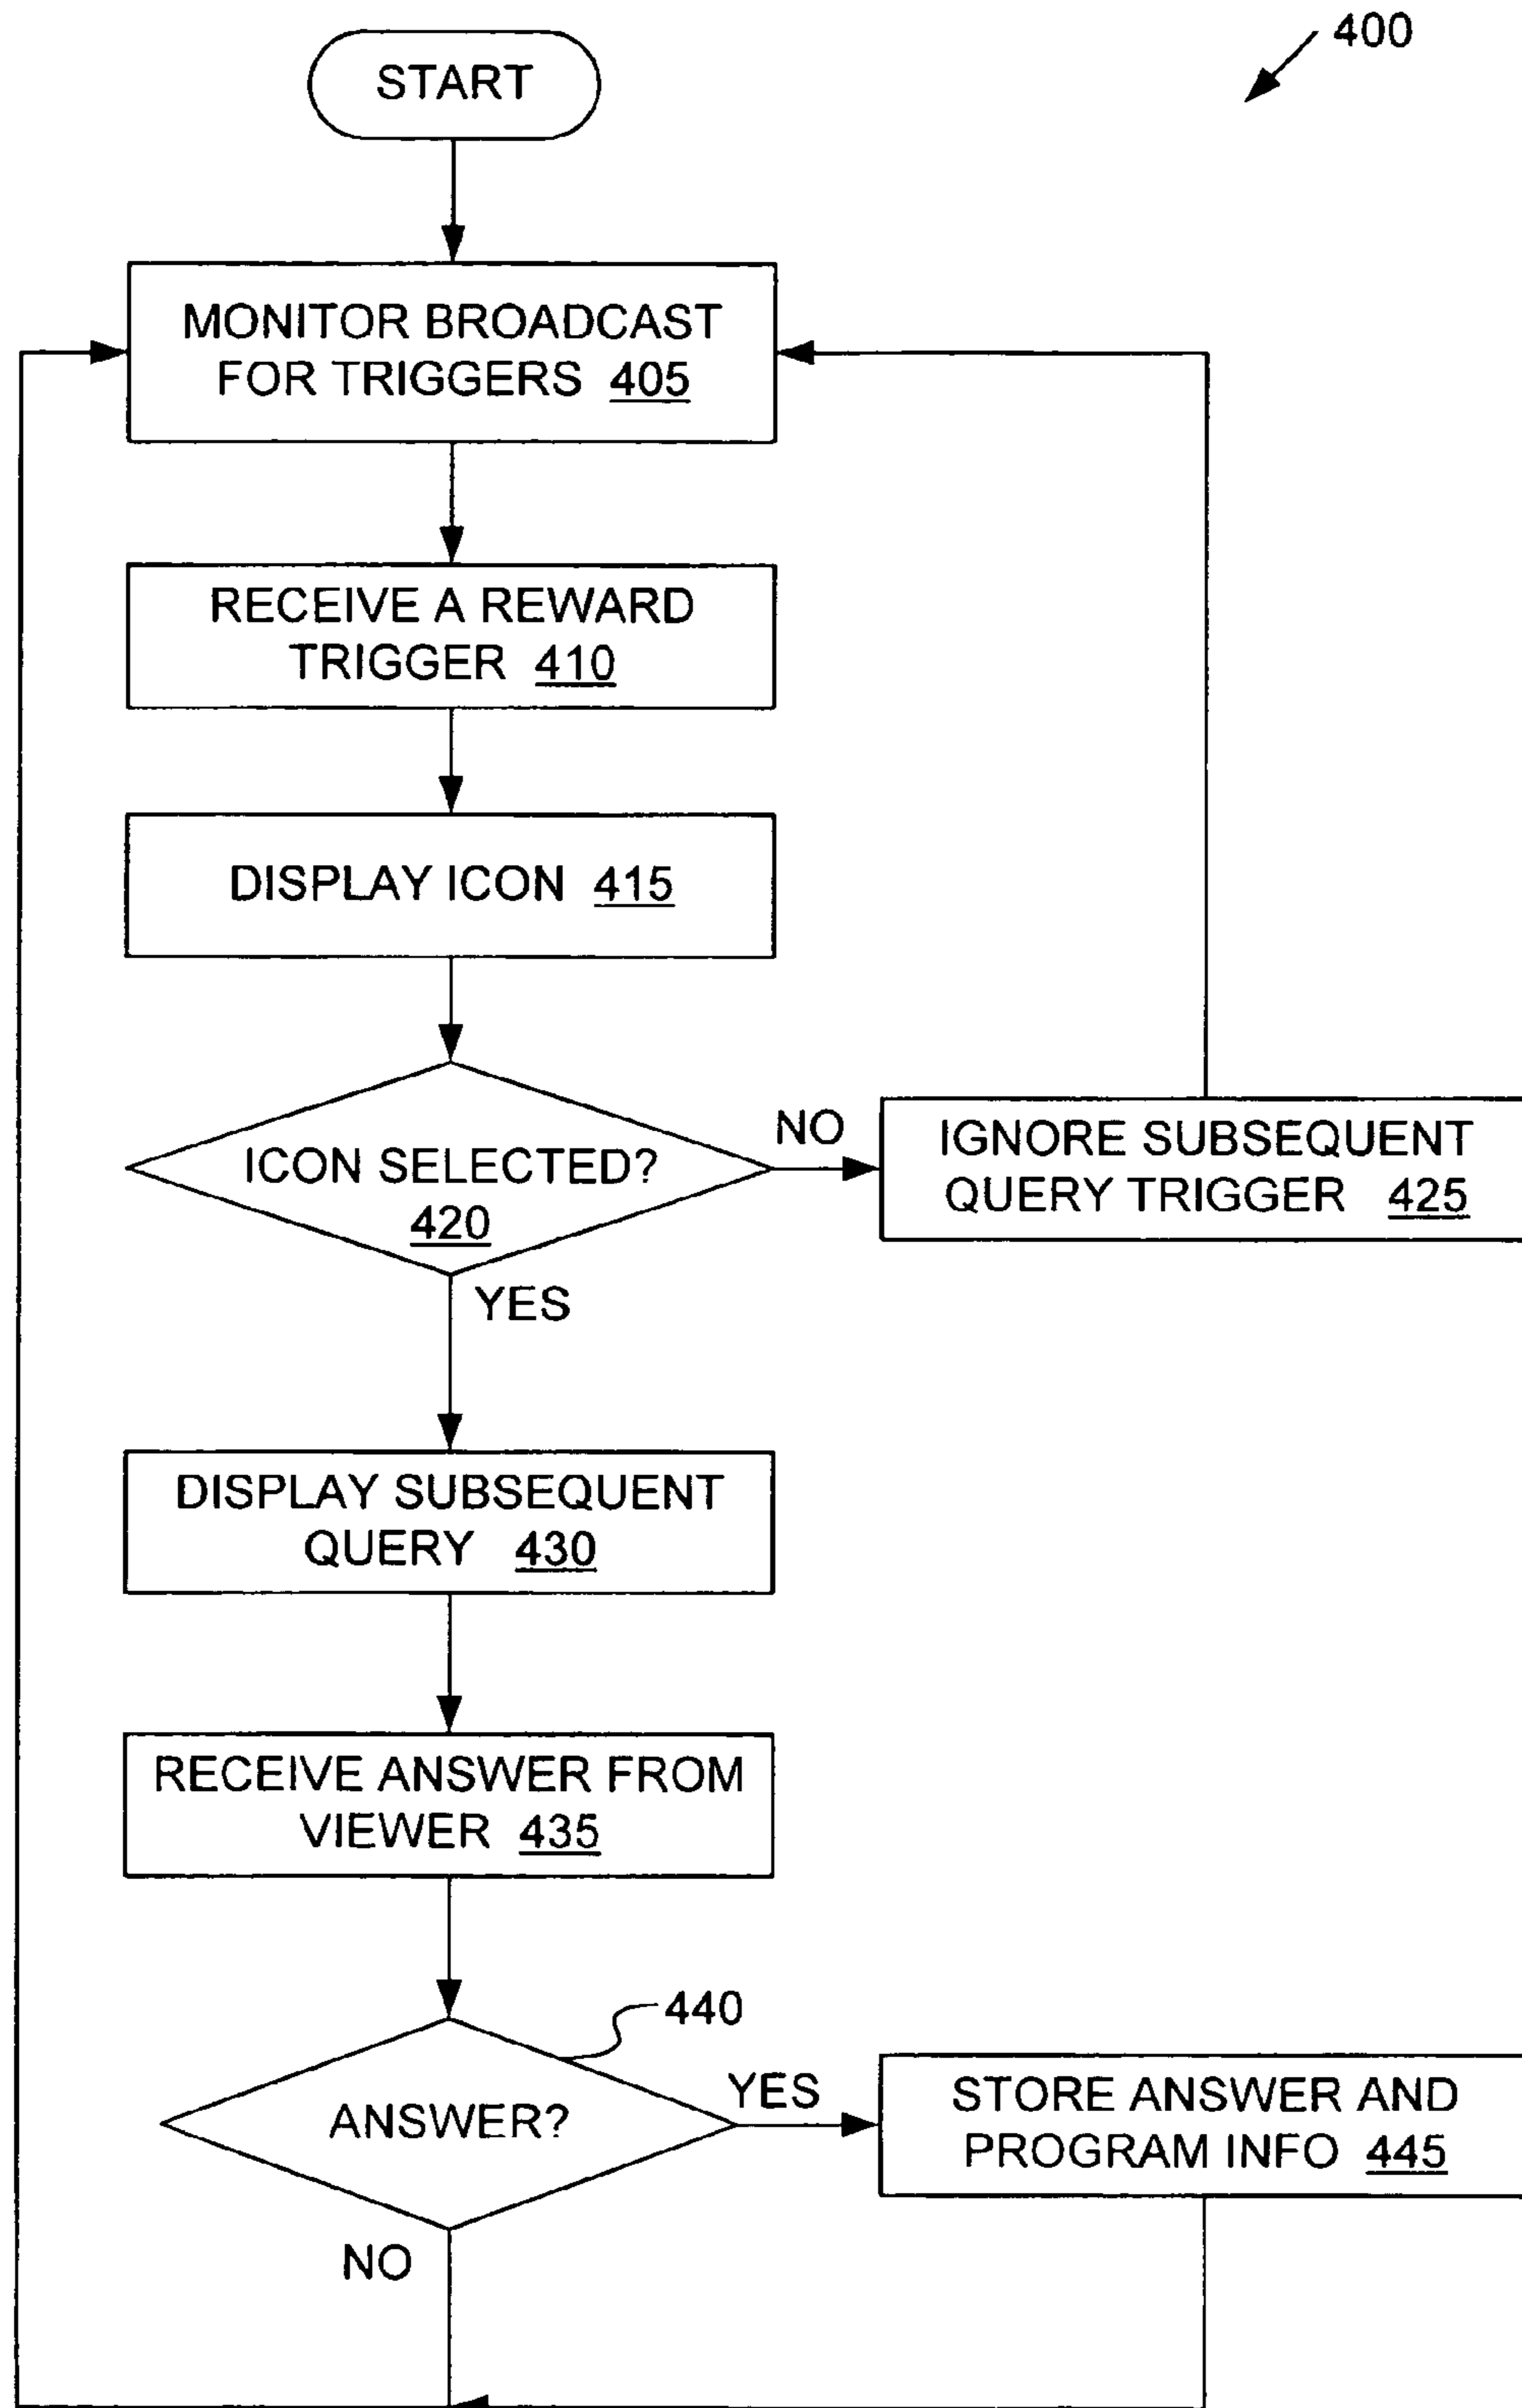 400
START
MONITOR BROADCAST
FOR TRIGGERS 405
RECEIVE A REWARD
TRIGGER 410
DISPLAY ICON 415
ICON SELECTED?
420
NO
IGNORE SUBSEQUENT
QUERY TRIGGER 425
YES
DISPLAY SUBSEQUENT
QUERY 430
RECEIVE ANSWER FROM
VIEWER 435
440
ANSWER?
YES
STORE ANSWER AND
PROGRAM INFO 445
NO